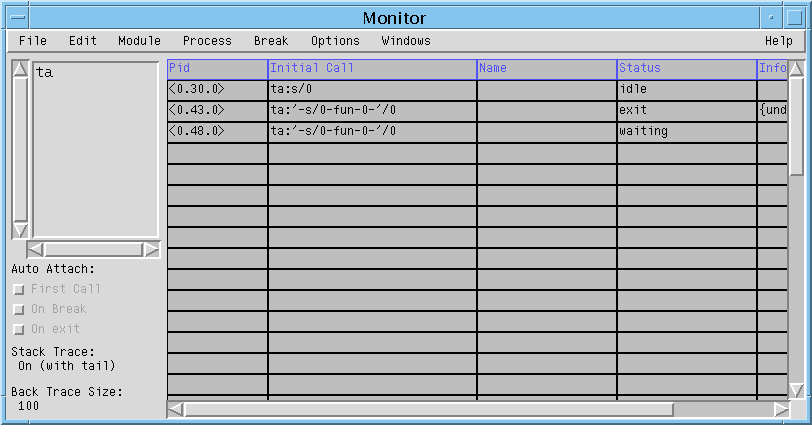 Monitor
File Edit Module Process Break Options Windows Help
ta
Pid Initial Call Name Status Info
<0.30.0> ta:s/0 idle
<0.43.0> ta:'-s/0-fun-0-'/0 exit {und
<0.48.0> ta:'-s/0-fun-0-'/0 waiting
Auto Attach:
First Call
On Break
On exit
Stack Trace:
On (with tail)
Back Trace Size:
100